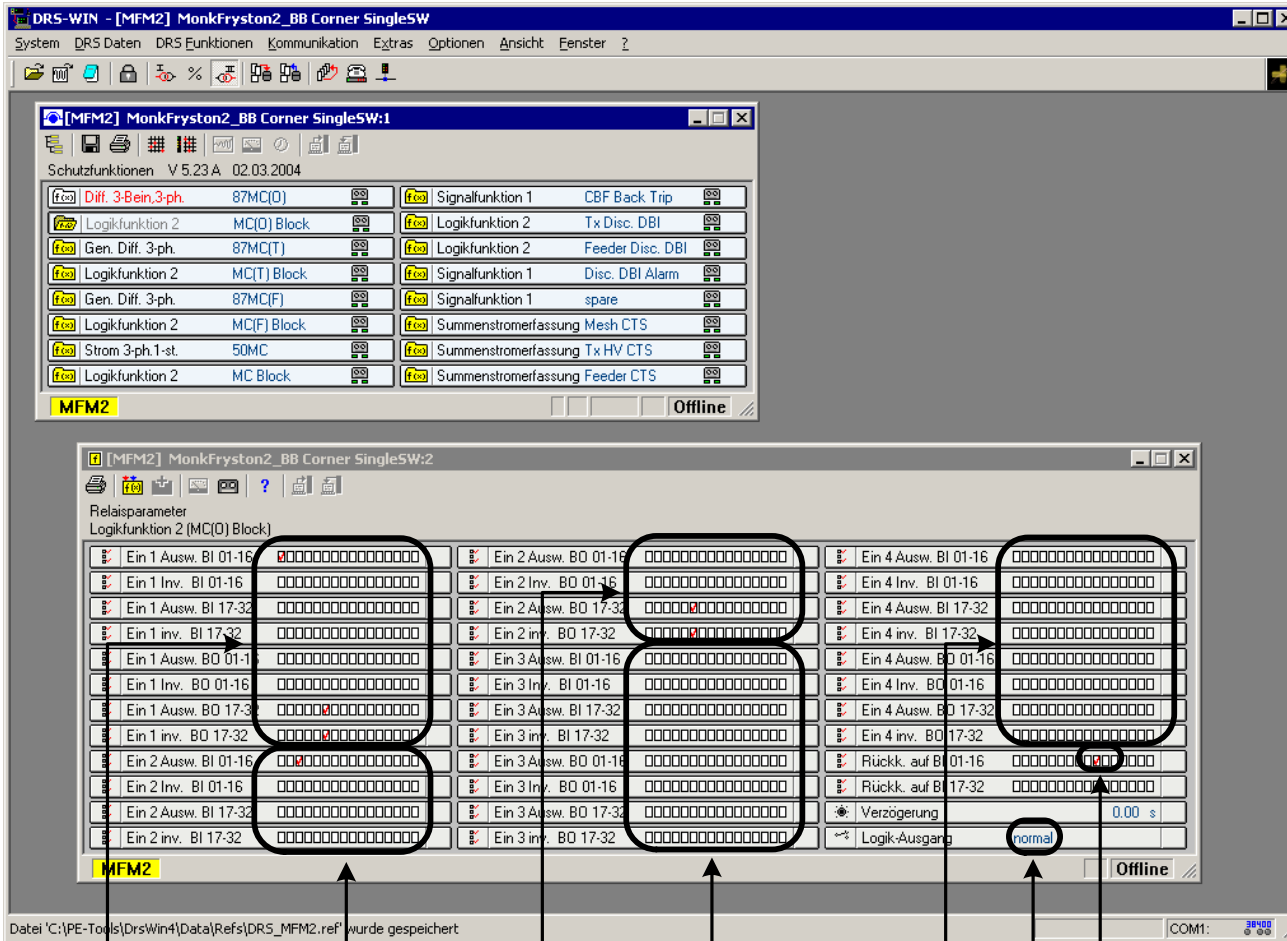 DRS-WIN - [MFM2] MonkFryston2_BB Corner SingleSW
System DRS Daten DRS Funktionen Kommunikation Extras Optionen Ansicht Fenster ?
[MFM2] MonkFryston2_BB Corner SingleSW:1
Schutzfunktionen V 5.23 A 02.03.2004
f(x) Diff. 3-Bein,3-ph. 87MC(O)
Logikfunktion 2 MC(O) Block
f(x) Gen. Diff. 3-ph. 87MC(T)
f(x) Logikfunktion 2 MC(T) Block
f(x) Gen. Diff. 3-ph. 87MC(F)
f(x) Logikfunktion 2 MC(F) Block
f(x) Strom 3-ph.1-st. 50MC
f(x) Logikfunktion 2 MC Block
f(x) Signalfunktion 1 CBF Back Trip
f(x) Logikfunktion 2 Tx Disc. DBI
f(x) Logikfunktion 2 Feeder Disc. DBI
f(x) Signalfunktion 1 Disc. DBI Alarm
f(x) Signalfunktion 1 spare
f(x) Summenstromerfassung Mesh CTS
f(x) Summenstromerfassung Tx HV CTS
f(x) Summenstromerfassung Feeder CTS
MFM2 Offline
[MFM2] MonkFryston2_BB Corner SingleSW:2
Relaisparameter
Logikfunktion 2 (MC(O) Block)
Ein 1 Ausw. BI 01-16
Ein 1 Inv. BI 01-16
Ein 1 Ausw. BI 17-32
Ein 1 inv. BI 17-32
Ein 1 Ausw. BO 01-16
Ein 1 Inv. BO 01-16
Ein 1 Ausw. BO 17-32
Ein 1 inv. BO 17-32
Ein 2 Ausw. BI 01-16
Ein 2 Inv. BI 01-16
Ein 2 Ausw. BI 17-32
Ein 2 inv. BI 17-32
Ein 2 Ausw. BO 01-16
Ein 2 Inv. BO 01-16
Ein 2 Ausw. BO 17-32
Ein 2 inv. BO 17-32
Ein 3 Ausw. BI 01-16
Ein 3 Inv. BI 01-16
Ein 3 Ausw. BI 17-32
Ein 3 inv. BI 17-32
Ein 3 Ausw. BO 01-16
Ein 3 Inv. BO 01-16
Ein 3 Ausw. BO 17-32
Ein 3 inv. BO 17-32
Ein 4 Ausw. BI 01-16
Ein 4 Inv. BI 01-16
Ein 4 Ausw. BI 17-32
Ein 4 inv. BI 17-32
Ein 4 Ausw. BO 01-16
Ein 4 Inv. BO 01-16
Ein 4 Ausw. BO 17-32
Ein 4 inv. BO 17-32
Rückk. auf BI 01-16
Rückk. auf BI 17-32
Verzögerung 0.00 s
Logik-Ausgang normal
MFM2 Offline
Datei 'C:\PE-Tools\DrsWin4\Data\Refs\DRS_MFM2.ref' wurde gespeichert COM1: 38400